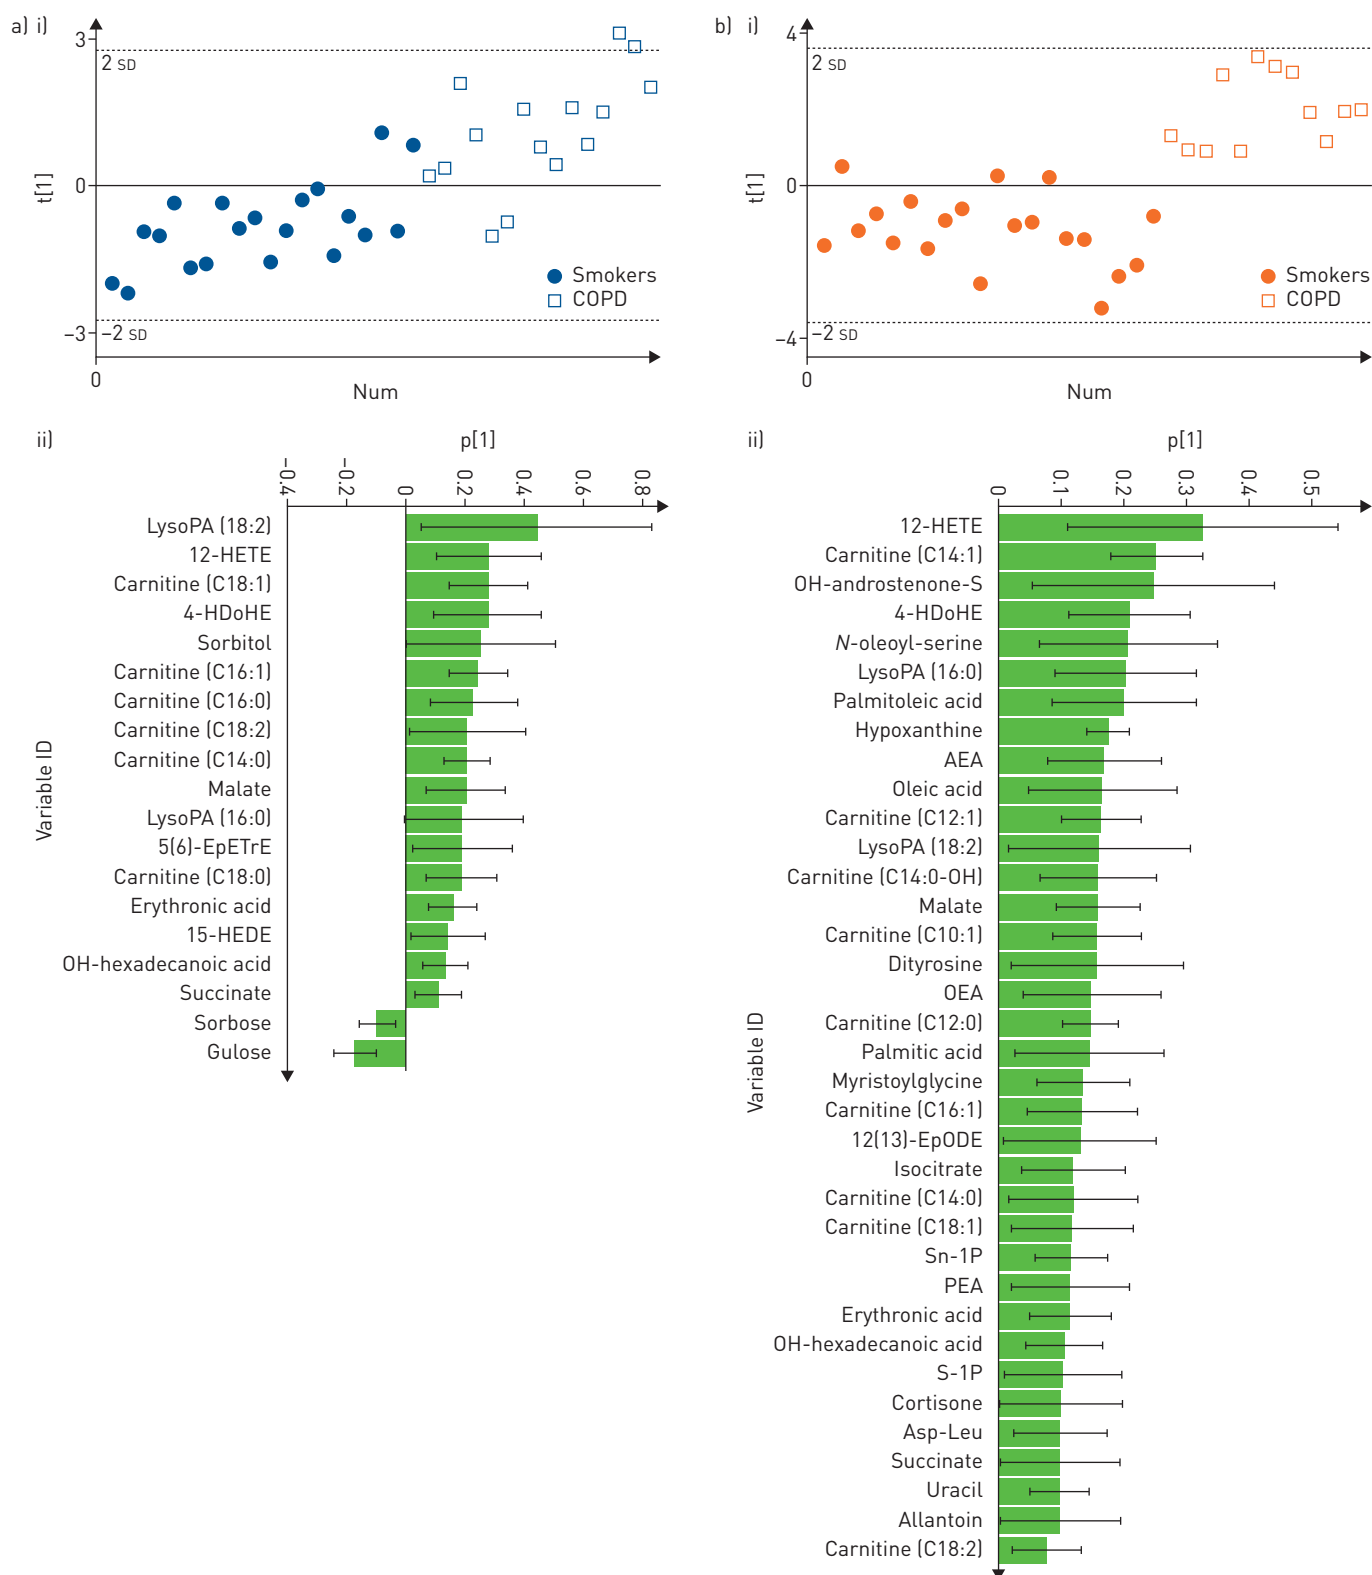 a) i)
3
2 SD
0
t[1]
−3
−2 SD
0
Num
Smokers
COPD
b) i)
4
2 SD
0
t[1]
−4
−2 SD
0
Num
Smokers
COPD
ii)
p[1]
−0.4
−0.2
0
0.2
0.4
0.6
0.8
Variable ID
LysoPA (18:2)
12-HETE
Carnitine (C18:1)
4-HDoHE
Sorbitol
Carnitine (C16:1)
Carnitine (C16:0)
Carnitine (C18:2)
Carnitine (C14:0)
Malate
LysoPA (16:0)
5(6)-EpETrE
Carnitine (C18:0)
Erythronic acid
15-HEDE
OH-hexadecanoic acid
Succinate
Sorbose
Gulose
ii)
p[1]
0
0.1
0.2
0.3
0.4
0.5
Variable ID
12-HETE
Carnitine (C14:1)
OH-androstenone-S
4-HDoHE
N-oleoyl-serine
LysoPA (16:0)
Palmitoleic acid
Hypoxanthine
AEA
Oleic acid
Carnitine (C12:1)
LysoPA (18:2)
Carnitine (C14:0-OH)
Malate
Carnitine (C10:1)
Dityrosine
OEA
Carnitine (C12:0)
Palmitic acid
Myristoylglycine
Carnitine (C16:1)
12(13)-EpODE
Isocitrate
Carnitine (C14:0)
Carnitine (C18:1)
Sn-1P
PEA
Erythronic acid
OH-hexadecanoic acid
S-1P
Cortisone
Asp-Leu
Succinate
Uracil
Allantoin
Carnitine (C18:2)